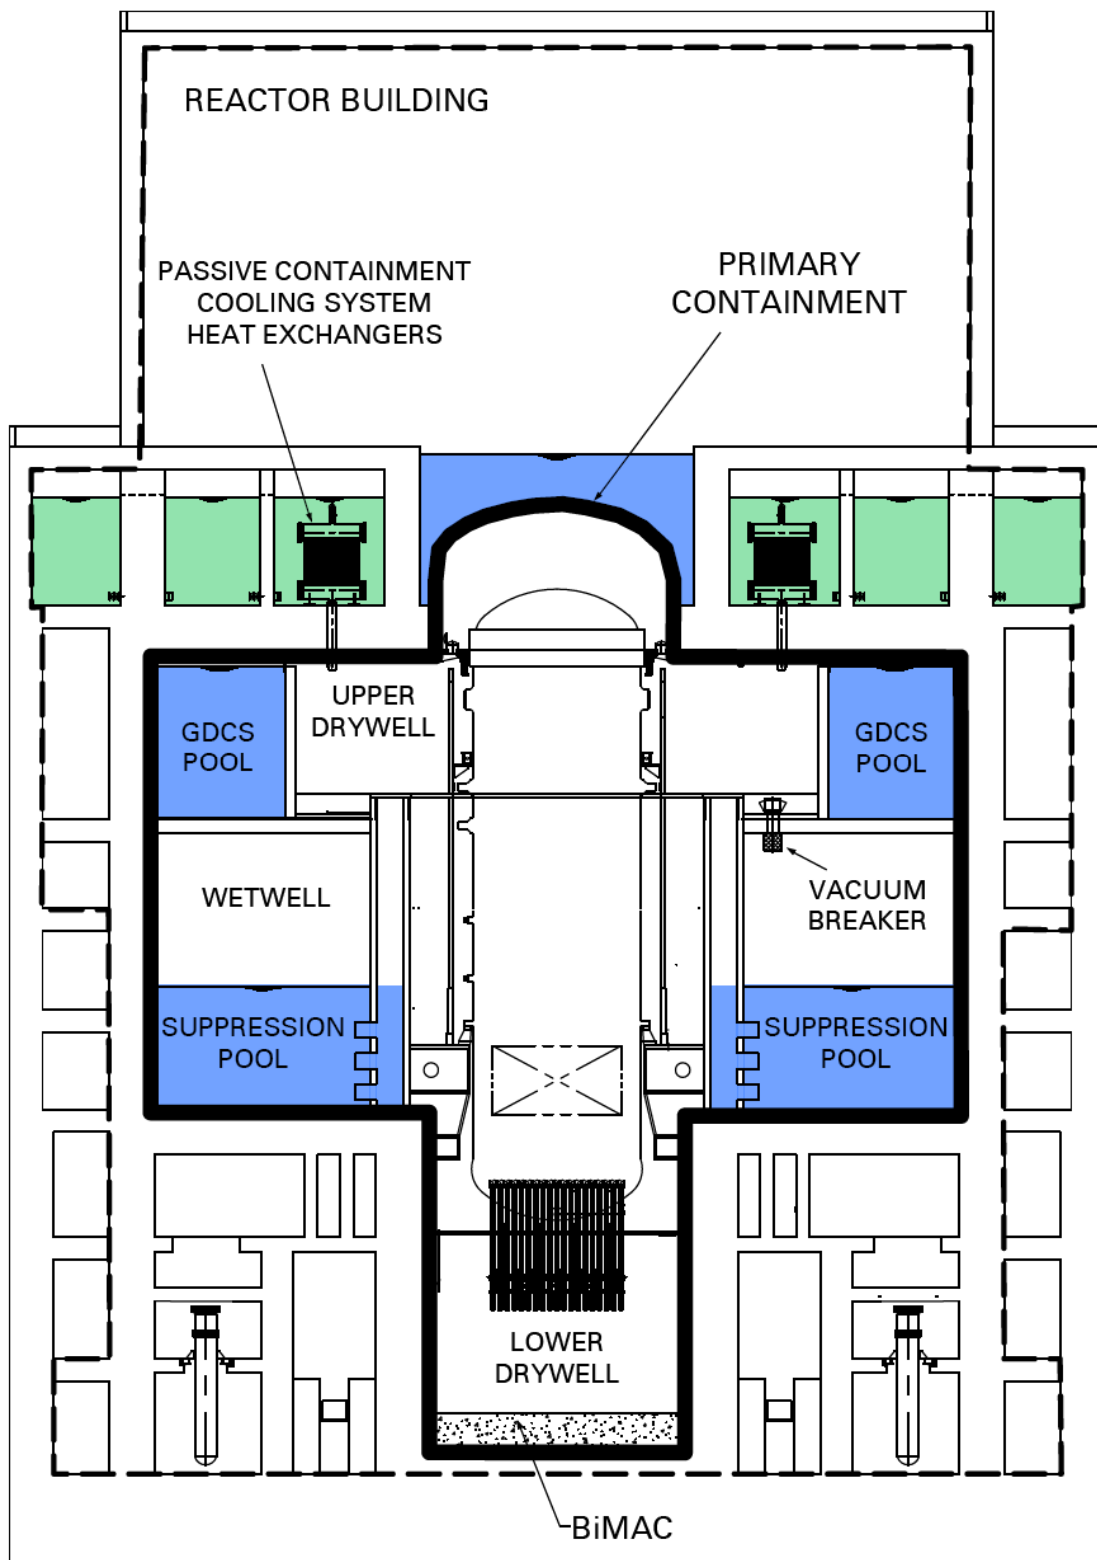 REACTOR BUILDING
PASSIVE CONTAINMENT
COOLING SYSTEM
HEAT EXCHANGERS
PRIMARY
CONTAINMENT
GDCS
POOL
UPPER
DRYWELL
GDCS
POOL
WETWELL
VACUUM
BREAKER
SUPPRESSION
POOL
SUPPRESSION
POOL
LOWER
DRYWELL
BiMAC